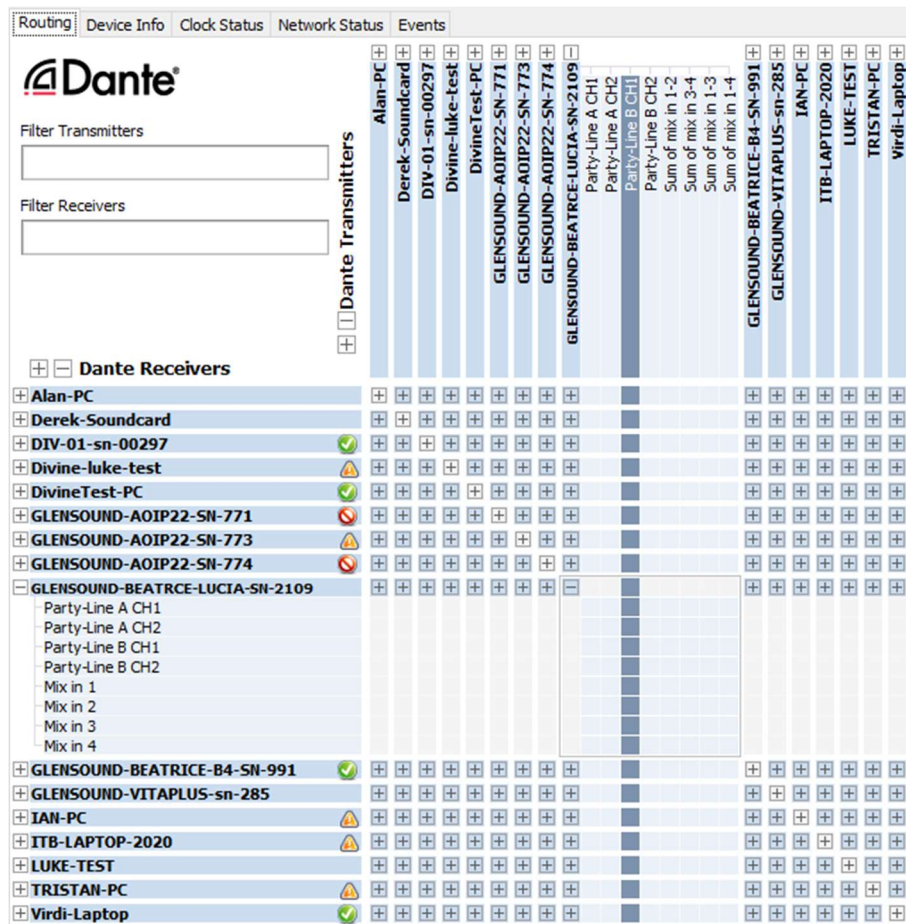 Routing Device Info Clock Status Network Status Events
Dante®
Filter Transmitters
Filter Receivers
Dante Transmitters
Alan-PC
Derek-Soundcard
DIV-01-sn-00297
Divine-luke-test
DivineTest-PC
GLENSOUND-AOIP22-SN-771
GLENSOUND-AOIP22-SN-773
GLENSOUND-AOIP22-SN-774
GLENSOUND-BEATRCE-LUCIA-SN-2109
Party-Line A CH1
Party-Line A CH2
Party-Line B CH1
Party-Line B CH2
Sum of mix in 1-2
Sum of mix in 3-4
Sum of mix in 1-3
Sum of mix in 1-4
GLENSOUND-BEATRICE-B4-SN-991
GLENSOUND-VITAPLUS-sn-285
IAN-PC
ITB-LAPTOP-2020
LUKE-TEST
TRISTAN-PC
Virdi-Laptop
Dante Receivers
Alan-PC
Derek-Soundcard
DIV-01-sn-00297
Divine-luke-test
DivineTest-PC
GLENSOUND-AOIP22-SN-771
GLENSOUND-AOIP22-SN-773
GLENSOUND-AOIP22-SN-774
GLENSOUND-BEATRCE-LUCIA-SN-2109
Party-Line A CH1
Party-Line A CH2
Party-Line B CH1
Party-Line B CH2
Mix in 1
Mix in 2
Mix in 3
Mix in 4
GLENSOUND-BEATRICE-B4-SN-991
GLENSOUND-VITAPLUS-sn-285
IAN-PC
ITB-LAPTOP-2020
LUKE-TEST
TRISTAN-PC
Virdi-Laptop